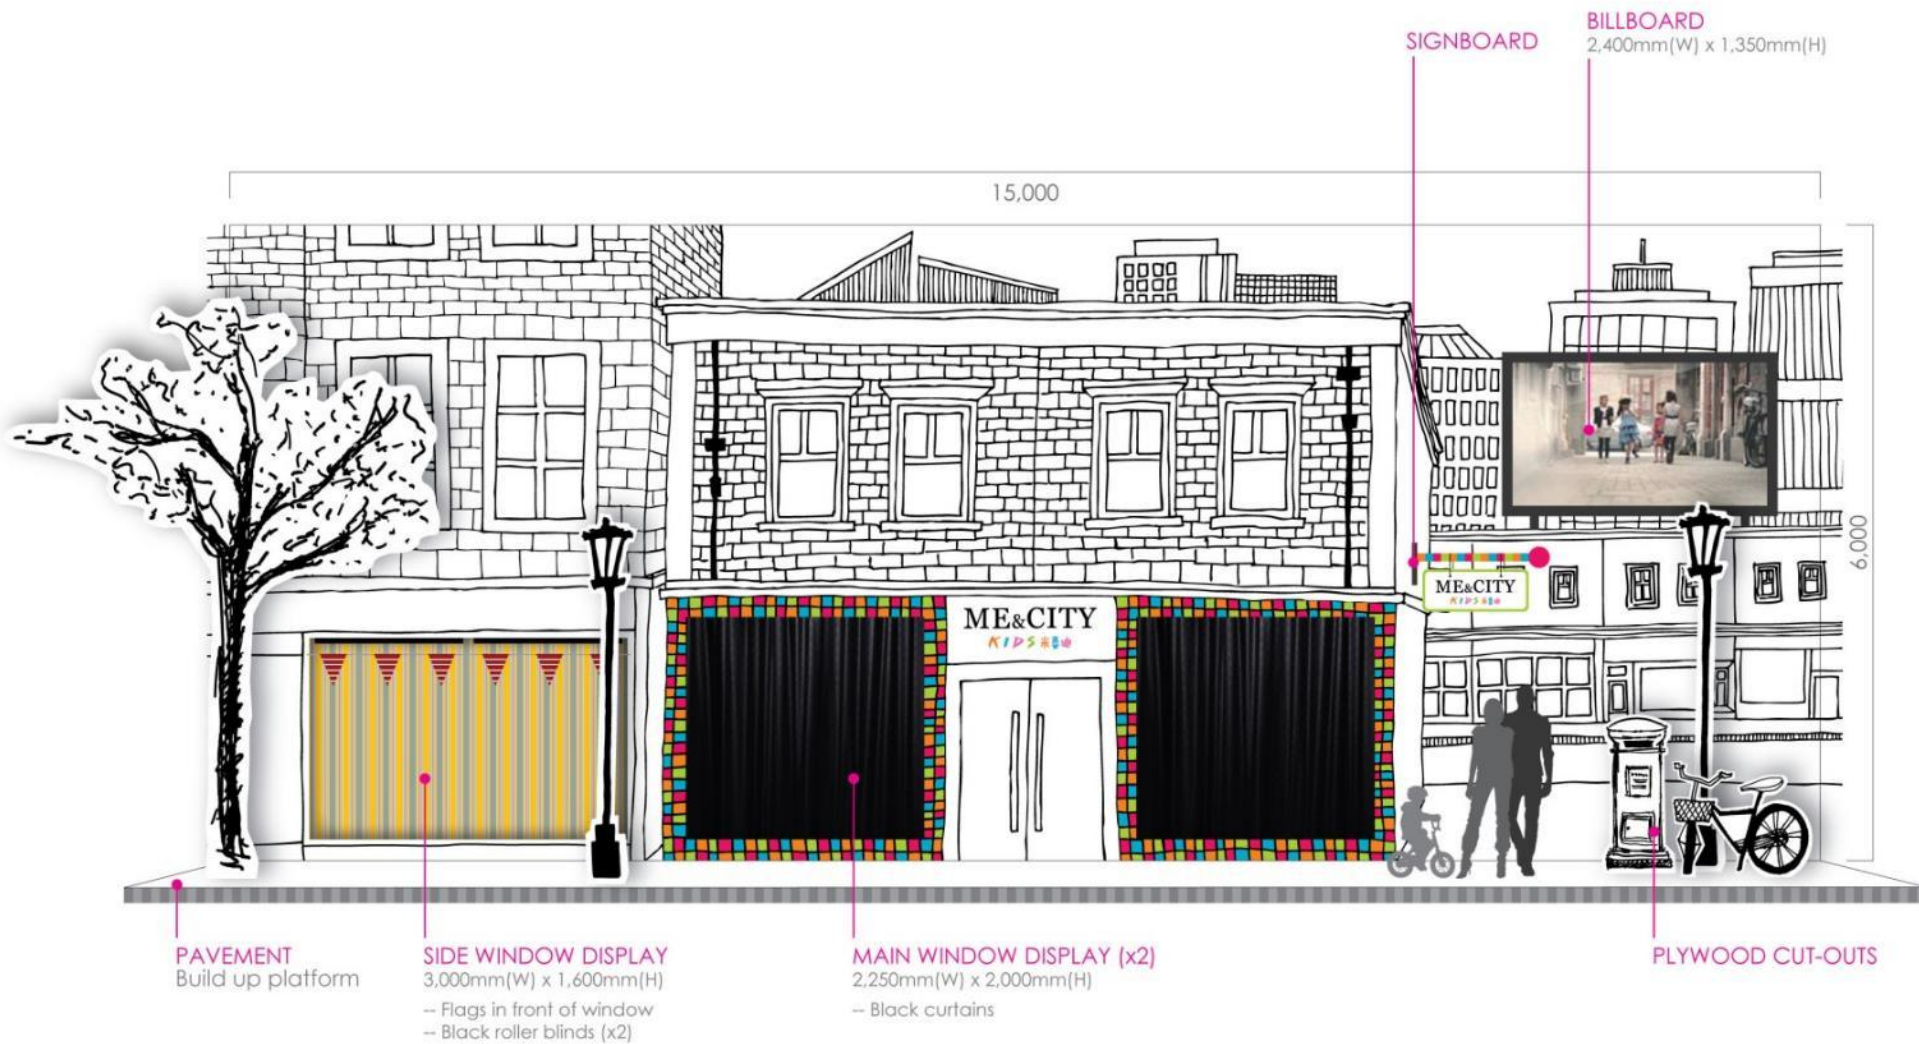 SIGNBOARD
BILLBOARD
2,400mm(W) x 1,350mm(H)
15,000
6,000
ME&CITY
KIDS
ME&CITY
KIDS
PAVEMENT
Build up platform
SIDE WINDOW DISPLAY
3,000mm(W) x 1,600mm(H)
-- Flags in front of window
-- Black roller blinds (x2)
MAIN WINDOW DISPLAY (x2)
2,250mm(W) x 2,000mm(H)
-- Black curtains
PLYWOOD CUT-OUTS